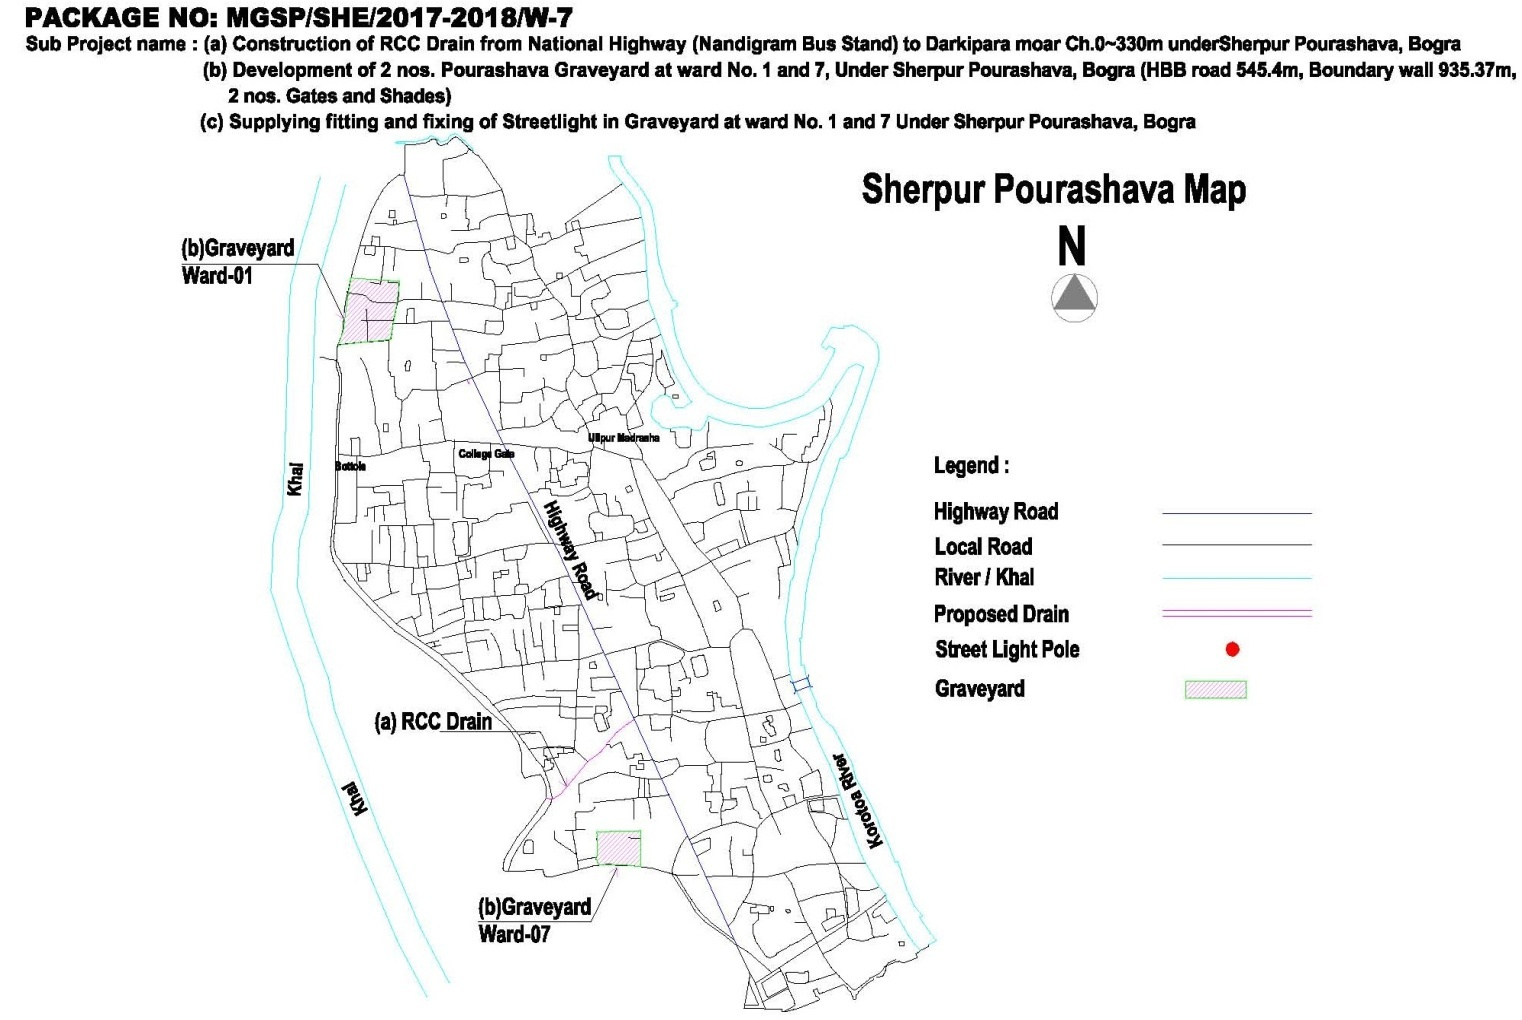 PACKAGE NO: MGSP/SHE/2017-2018/W-7
Sub Project name : (a) Construction of RCC Drain from National Highway (Nandigram Bus Stand) to Darkipara moar Ch.0~330m underSherpur Pourashava, Bogra
(b) Development of 2 nos. Pourashava Graveyard at ward No. 1 and 7, Under Sherpur Pourashava, Bogra (HBB road 545.4m, Boundary wall 935.37m,
2 nos. Gates and Shades)
(c) Supplying fitting and fixing of Streetlight in Graveyard at ward No. 1 and 7 Under Sherpur Pourashava, Bogra
Sherpur Pourashava Map
N
(b)Graveyard
Ward-01
Ullipur Madrasha
College Gate
Bottola
Khal
Highway Road
(a) RCC Drain
Khal
Korotoa River
(b)Graveyard
Ward-07
Legend :
Highway Road
Local Road
River / Khal
Proposed Drain
Street Light Pole
Graveyard